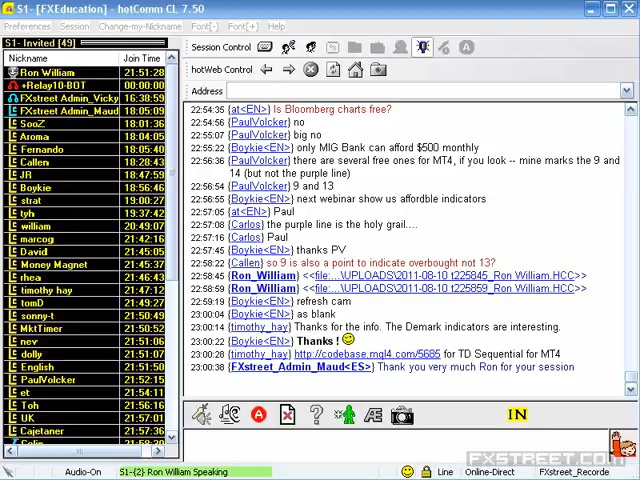 S1- [FXEducation] - hotComm CL 7.50
Preferences Session Change-my-Nickname Font[-] Font[+] Help
S1- Invited [49]
Ron William Join Time
Ron William 21:51:28
+Relay10-BOT 00:00:00
FXstreet Admin_Vicky 16:38:59
FXstreet Admin_Maud 18:05:09
SooZ 18:01:36
Aroma 18:04:05
Fernando 18:05:40
Callen 18:28:43
JR 18:47:59
Boykie 18:56:46
strat 19:00:27
tyh 19:37:42
william 20:49:07
marcog 21:42:16
David 21:45:05
Money Magnet 21:45:37
rhea 21:46:43
timothy hay 21:47:12
tomD 21:49:27
sonny-t 21:49:37
MktTimer 21:50:52
nev 21:51:06
dolly 21:51:07
English 21:51:50
PaulVolcker 21:52:15
et 21:54:11
Toh 21:56:16
UK 21:57:01
Cajetaner 21:57:36
Colin 21:58:30
Session Control
hotWeb Control
Address
22:54:35 {at<EN>} Is Bloomberg charts free?
22:54:56 {PaulVolcker} no
22:55:07 {PaulVolcker} big no
22:55:22 {Boykie<EN>} only MIG Bank can afford $500 monthly
22:56:36 {PaulVolcker} there are several free ones for MT4, if you look -- mine marks the 9 and
14 (but not the purple line)
22:56:54 {PaulVolcker} 9 and 13
22:56:55 {Boykie<EN>} next webinar show us affordble indicators
22:57:05 {at<EN>} Paul
22:57:08 {Carlos} the purple line is the holy grail....
22:57:16 {Carlos} Paul
22:57:45 {Boykie<EN>} thanks PV
22:58:22 {Callen} so 9 is also a point to indicate overbought not 13?
22:58:45 {Ron_William} <<file:...\UPLOADS\2011-08-10 t225845_Ron William.HCC>>
22:58:59 {Ron_William} <<file:...\UPLOADS\2011-08-10 t225859_Ron William.HCC>>
22:59:19 {Boykie<EN>} refresh cam
23:00:04 {Boykie<EN>} as blank
23:00:14 {timothy_hay} Thanks for the info. The Demark indicators are interesting.
23:00:22 {Boykie<EN>} Thanks !
23:00:28 {timothy_hay} http://codebase.mql4.com/5685 for TD Sequential for MT4
23:00:38 {FXstreet_Admin_Maud<ES>} Thank you very much Ron for your session
IN
FXSTREET.COM
Audio-On S1-{2} Ron William Speaking Line Online-Direct FXstreet_Recorde